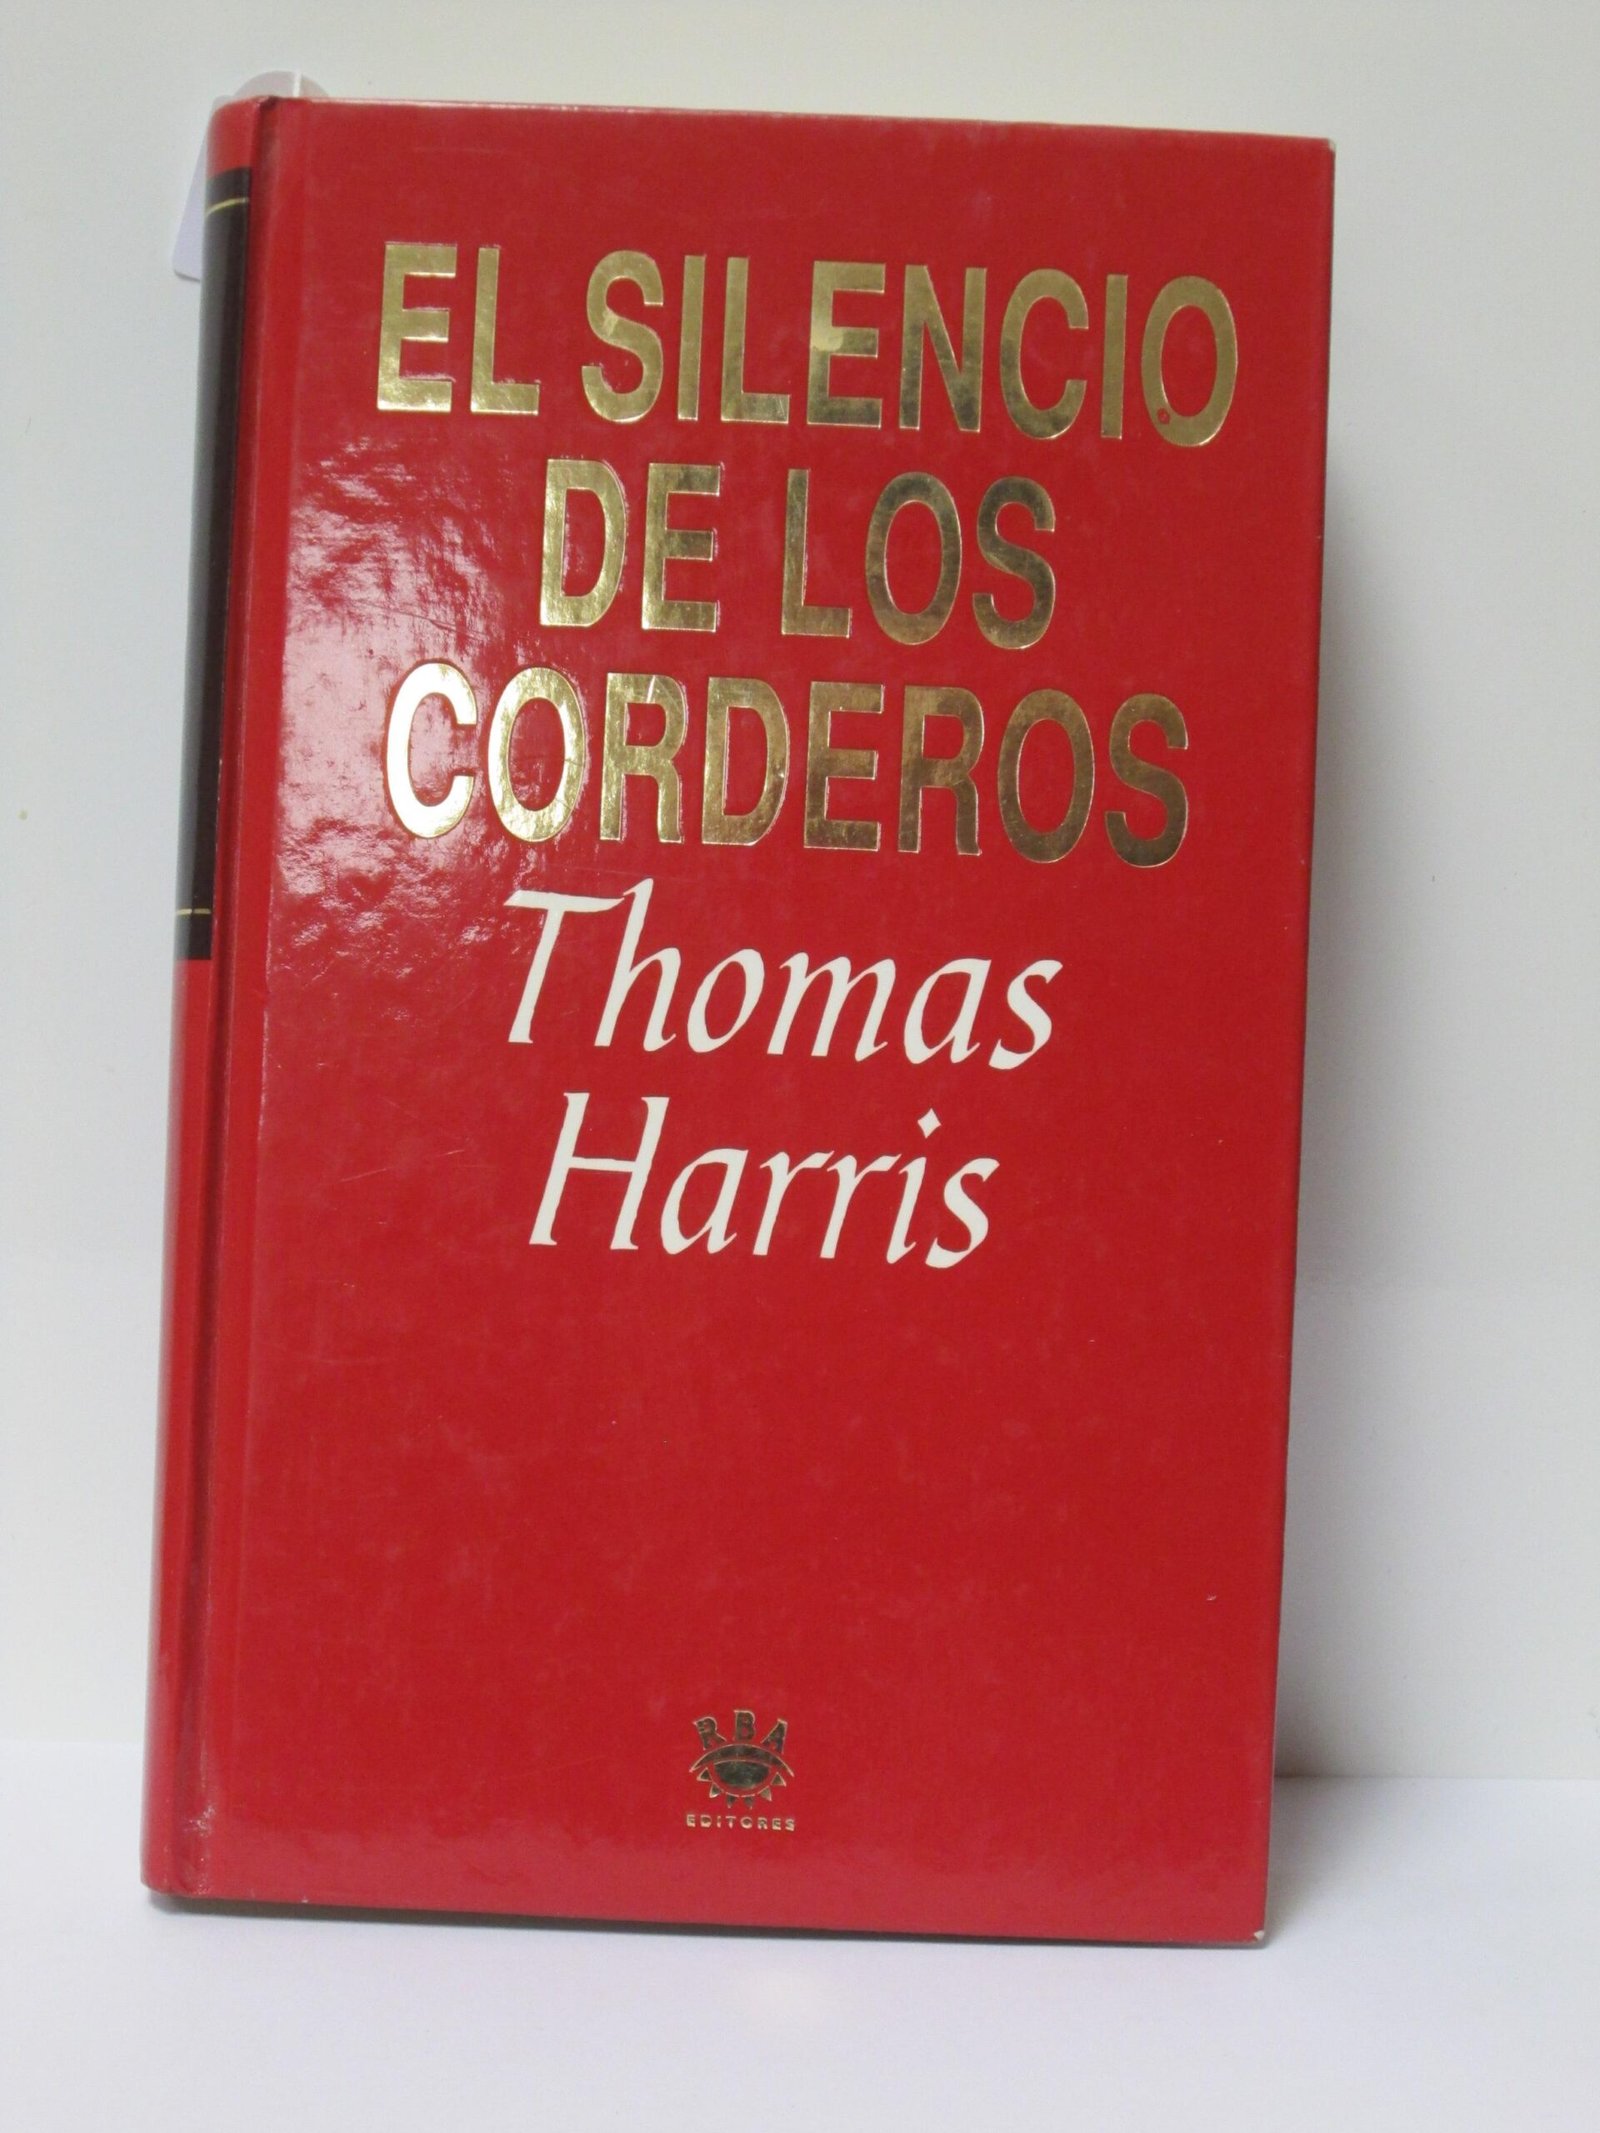 EL SILENCIO
DE LOS
CORDEROS
Thomas
Harris
RBA
EDITORES